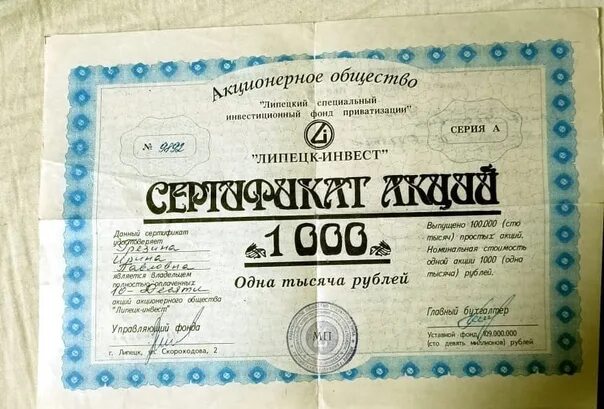 Акционерное общество
"Липецкий специальный
инвестиционный фонд приватизации"
"ЛИПЕЦК-ИНВЕСТ"
№ 9192
СЕРИЯ А
СЕРТИФИКАТ АКЦИЙ
1000
Одна тысяча рублей
Данный сертификат
удостоверяет
Грезина
Ирина
Павловна
является владельцем
полностью оплаченных
10-Десяти
акций акционерного общества
"Липецк-инвест"
Управляющий фонда
г. Липецк, ул. Скороходова, 2
МП
Выпущено 100.000 (сто
тысяч) простых акций.
Номинальная стоимость
одной акции 1000 (одна
тысяча) рублей.
Главный бухгалтер
Уставной фонд 109.000.000
(сто девять миллионов) рублей